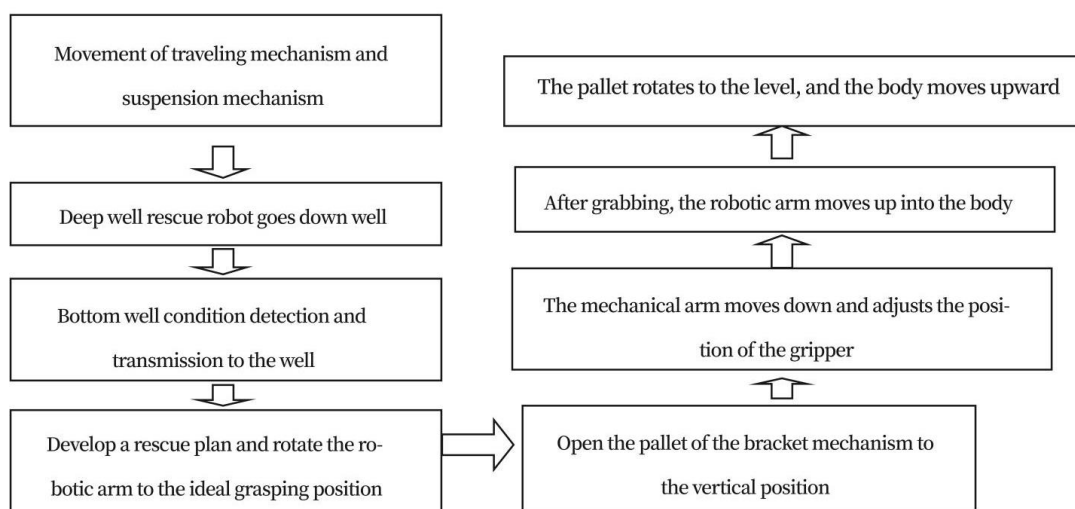 Movement of traveling mechanism and
suspension mechanism
Deep well rescue robot goes down well
Bottom well condition detection and
transmission to the well
Develop a rescue plan and rotate the ro-
botic arm to the ideal grasping position
Open the pallet of the bracket mechanism to
the vertical position
The mechanical arm moves down and adjusts the posi-
tion of the gripper
After grabbing, the robotic arm moves up into the body
The pallet rotates to the level, and the body moves upward